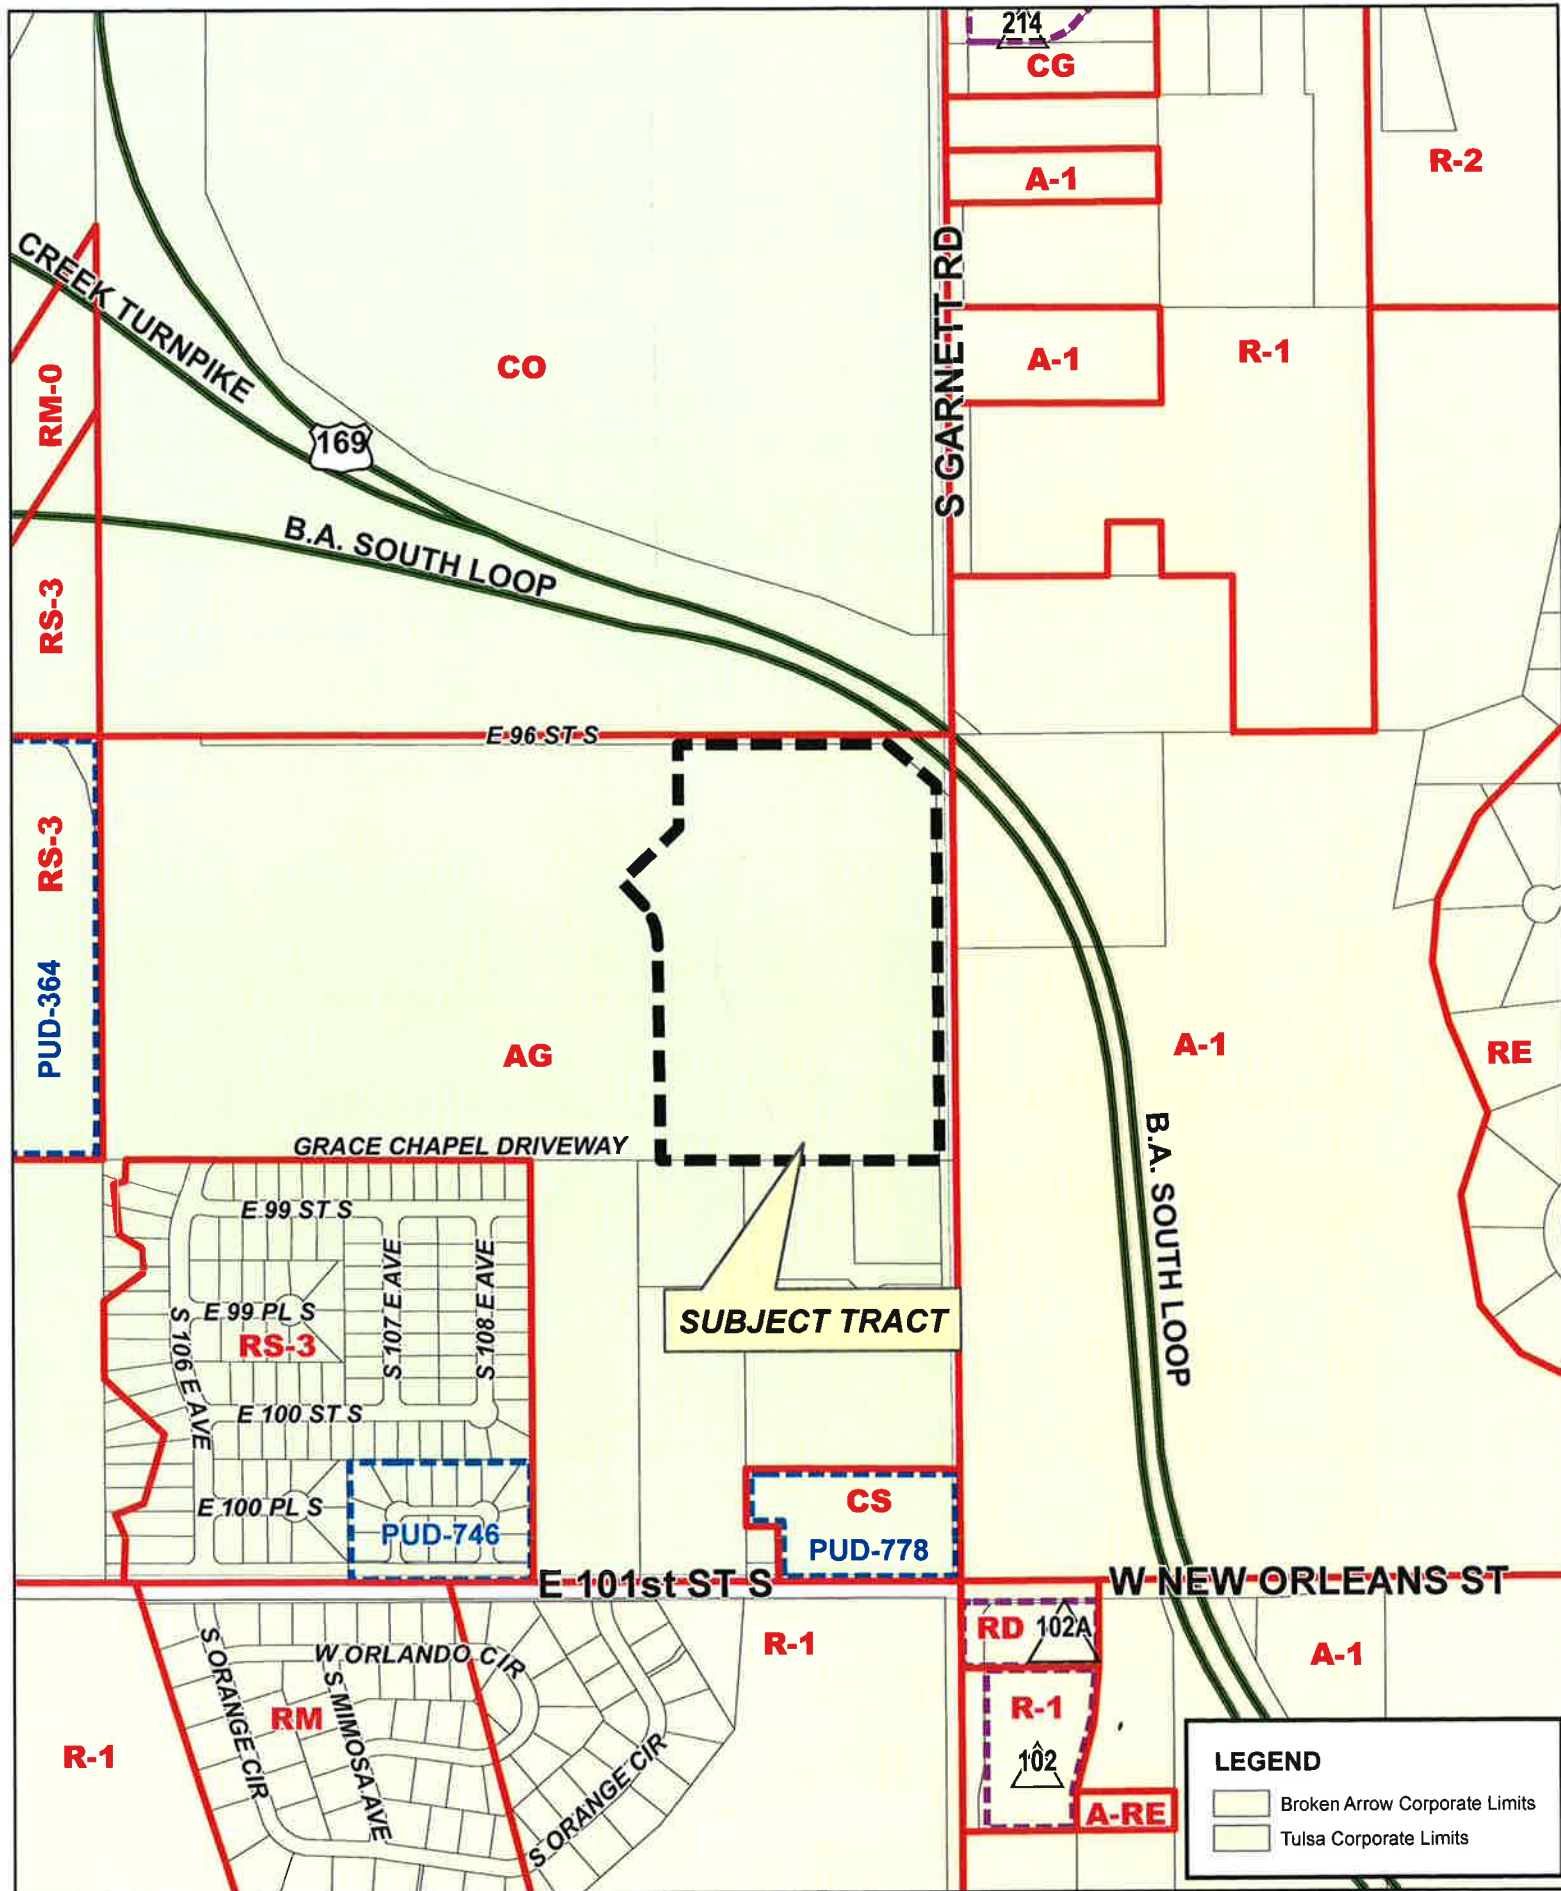 214
CG
A-1
R-2
CREEK TURNPIKE
S GARNETT RD
CO
A-1
R-1
RM-0
169
B.A. SOUTH LOOP
RS-3
E 96 ST S
RS-3
PUD-364
AG
A-1
RE
GRACE CHAPEL DRIVEWAY
B.A. SOUTH LOOP
E 99 ST S
S 107 E AVE
S 108 E AVE
E 99 PL S
S 106 E AVE
RS-3
SUBJECT TRACT
E 100 ST S
E 100 PL S
PUD-746
CS
PUD-778
E 101st ST S
W NEW ORLEANS ST
RD
102A
R-1
A-1
S ORANGE CIR
W ORLANDO CIR
S MIMOSA AVE
RM
R-1
R-1
102
S ORANGE CIR
A-RE
LEGEND
Broken Arrow Corporate Limits
Tulsa Corporate Limits